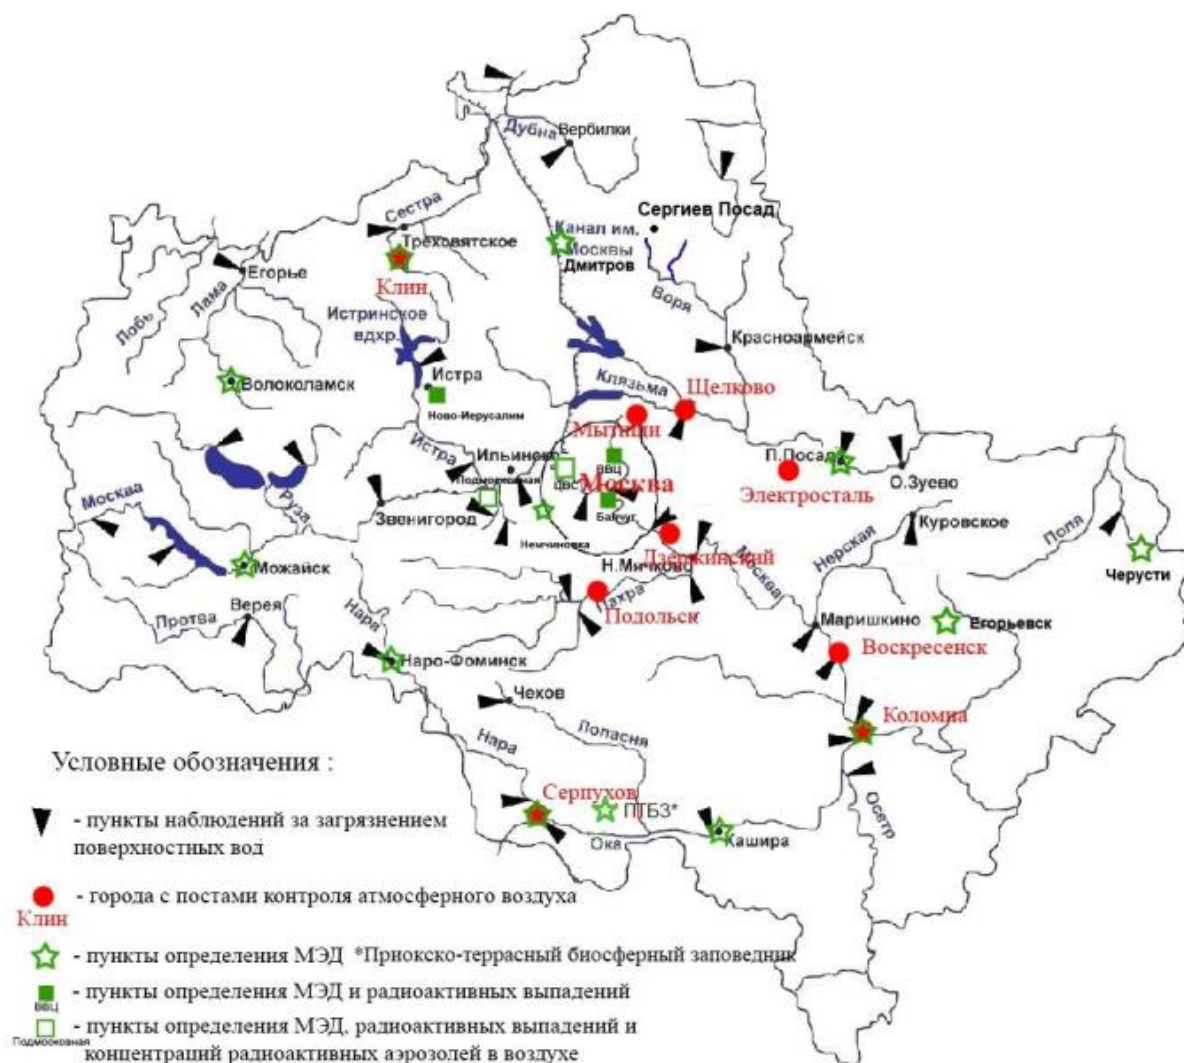 Дубна
Вербилки
Сестра
Сергиев Посад
Канал им.
Москвы
Дмитров
Треховятское
Клин
Егорье
Лама
Лобь
Воря
Истринское
вдхр.
Красноармейск
Волоколамск
Истра
Ново-Иерусалим
Клязьма
Щелково
Мытищи
Истра
Ильинское
Подмосковная
ВВЦ
ЦВС
Москва
Балчуг
П.Посад
О.Зуево
Электросталь
Москва
Руза
Звенигород
Немчиновка
Дзержинский
Куровское
Поля
Нерская
Черусти
Можайск
Н.Мячково
Москва
Пахра
Подольск
Верея
Протва
Нара
Маришкино
Егорьевск
Воскресенск
Наро-Фоминск
Чехов
Коломна
Нара
Лопасня
Серпухов
ПТБЗ*
Ока
Кашира
Осетр
Условные обозначения :
- пункты наблюдений за загрязнением
поверхностных вод
- города с постами контроля атмосферного воздуха
Клин
- пункты определения МЭД *Приокско-террасный биосферный заповедник
- пункты определения МЭД и радиоактивных выпадений
ВВЦ
- пункты определения МЭД, радиоактивных выпадений и
Подмосковная
концентраций радиоактивных аэрозолей в воздухе